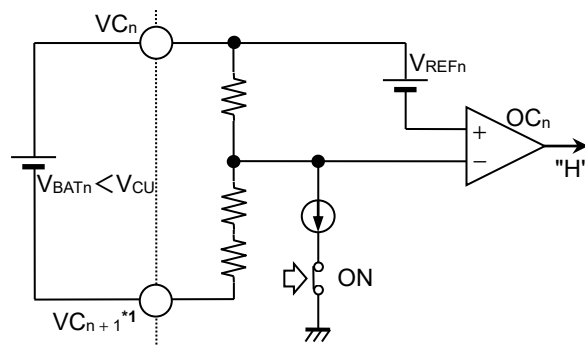 VCn
VREFn
OCn
+
−
"H"
VBATn<VCU
ON
VCn+1*1